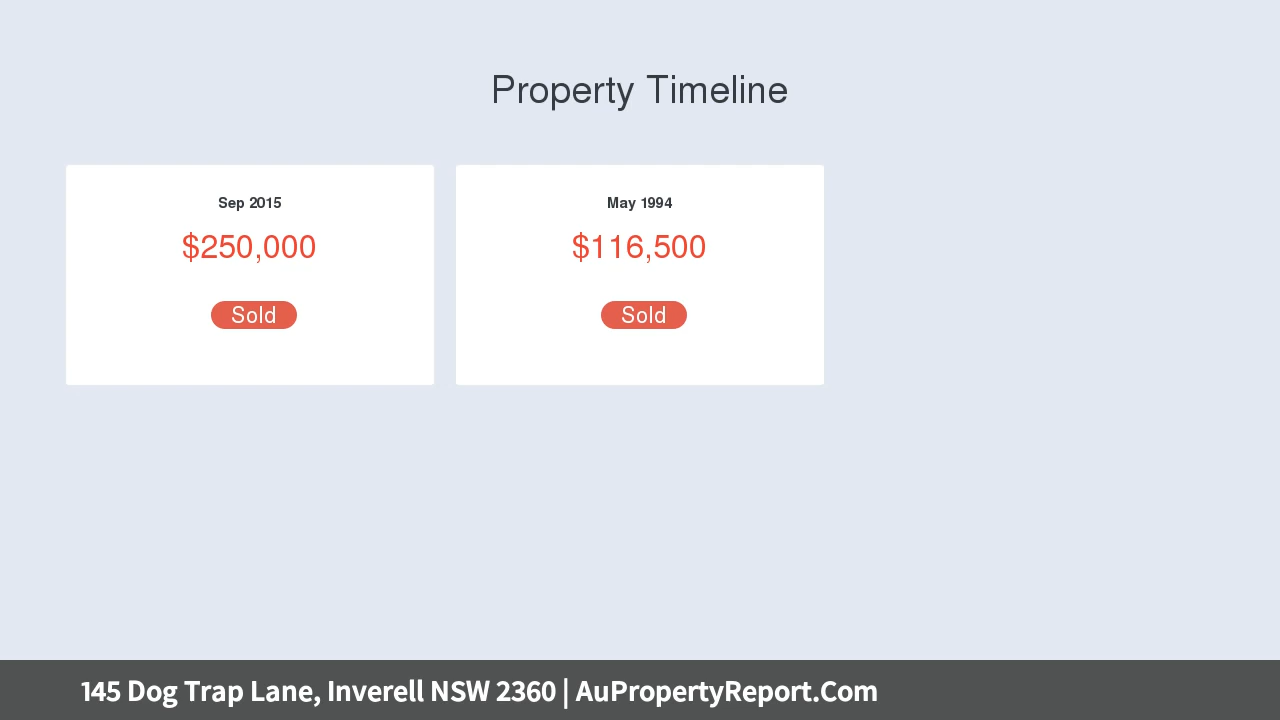 Property Timeline
Sep 2015
$250,000
Sold
May 1994
$116,500
Sold
145 Dog Trap Lane, Inverell NSW 2360 | AuPropertyReport.Com